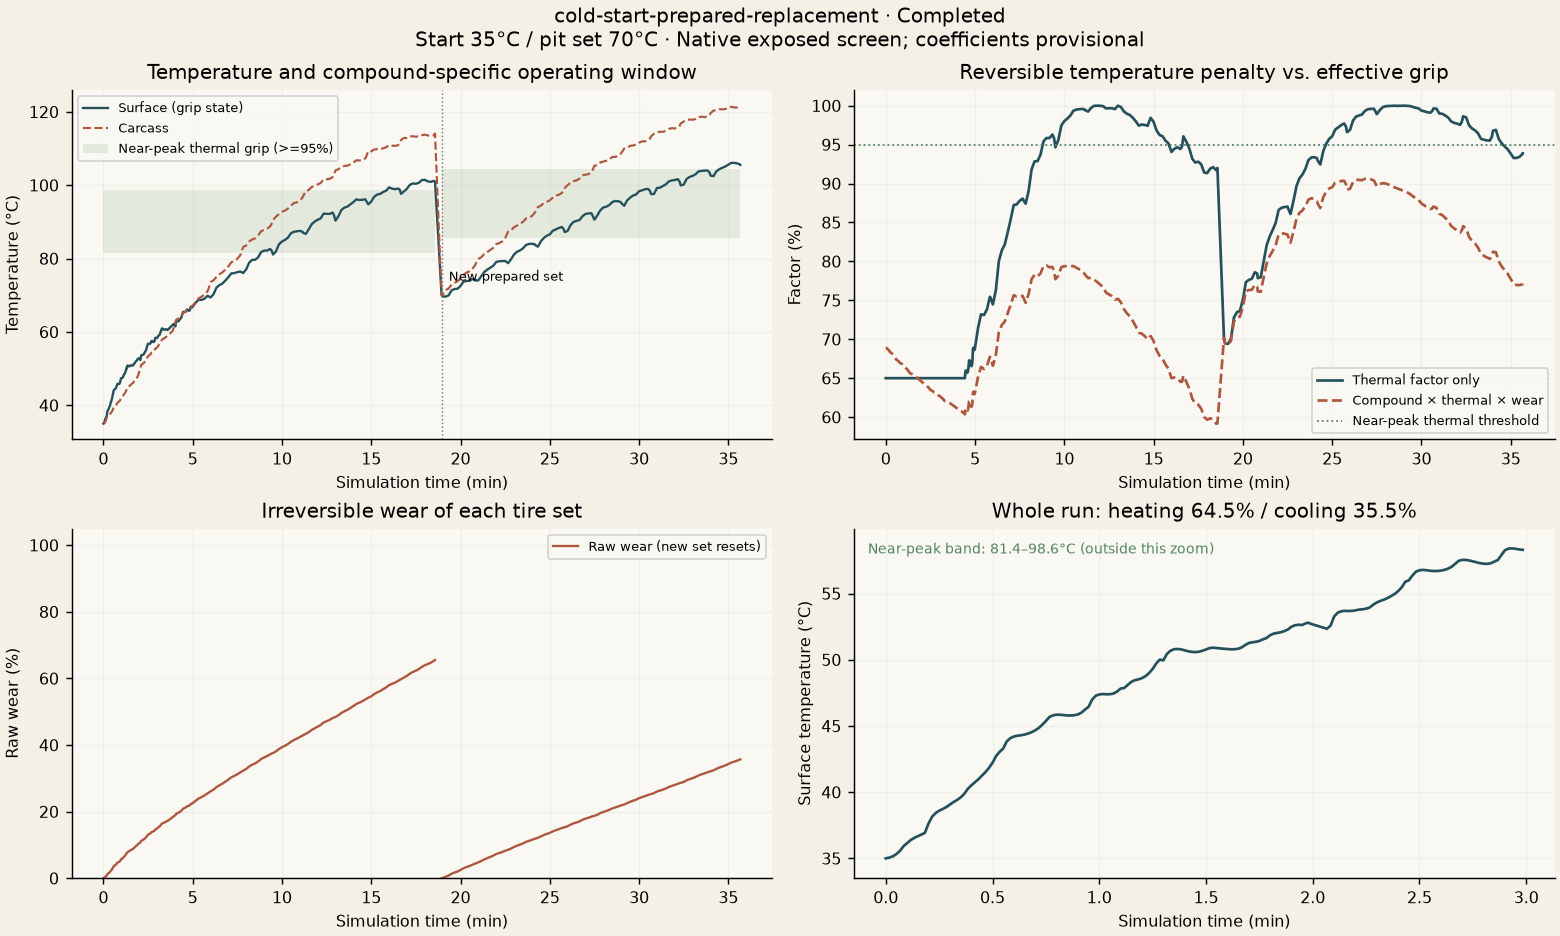 cold-start-prepared-replacement · Completed
Start 35°C / pit set 70°C · Native exposed screen; coefficients provisional
Temperature and compound-specific operating window
Temperature (°C)
120
100
80
60
40
Surface (grip state)
Carcass
Near-peak thermal grip (>=95%)
New prepared set
0
5
10
15
20
25
30
35
Simulation time (min)
Reversible temperature penalty vs. effective grip
Factor (%)
100
95
90
85
80
75
70
65
60
Thermal factor only
Compound × thermal × wear
Near-peak thermal threshold
0
5
10
15
20
25
30
35
Simulation time (min)
Irreversible wear of each tire set
Raw wear (%)
100
80
60
40
20
0
Raw wear (new set resets)
0
5
10
15
20
25
30
35
Simulation time (min)
Whole run: heating 64.5% / cooling 35.5%
Surface temperature (°C)
Near-peak band: 81.4–98.6°C (outside this zoom)
55
50
45
40
35
0.0
0.5
1.0
1.5
2.0
2.5
3.0
Simulation time (min)